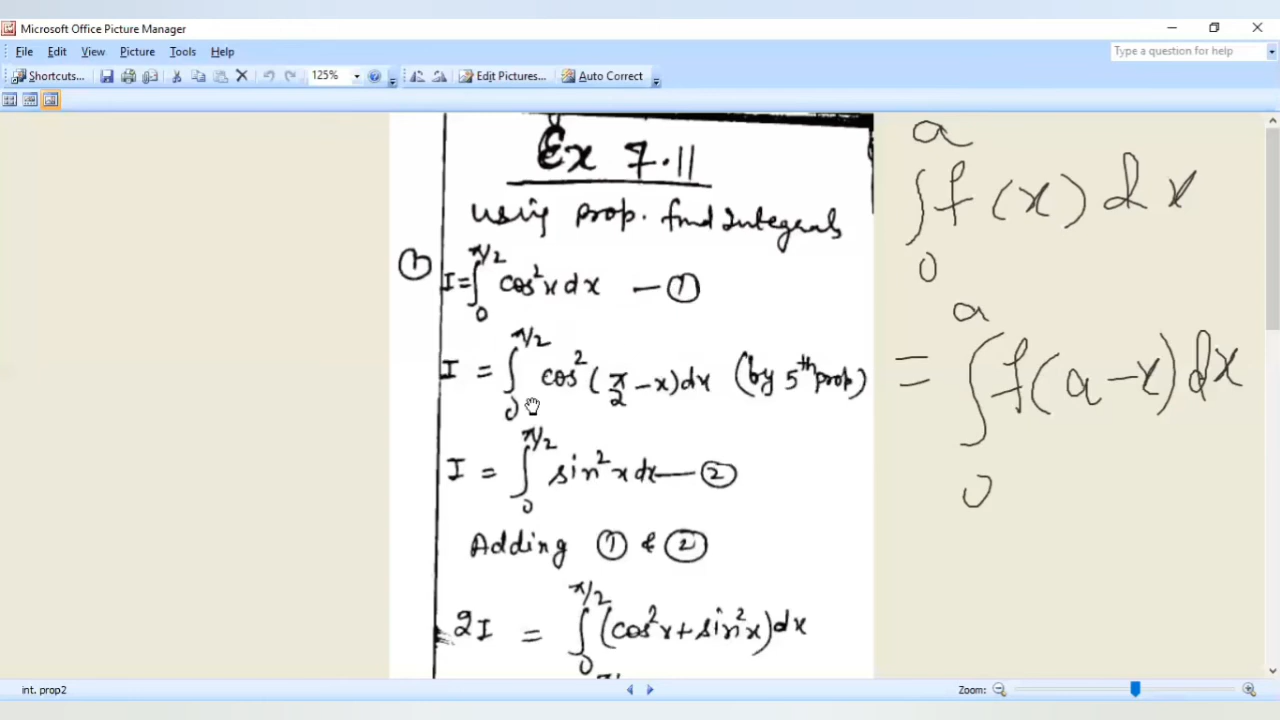 Microsoft Office Picture Manager
File Edit View Picture Tools Help
Type a question for help
Shortcuts... 125% Edit Pictures... Auto Correct
Ex 7.11
using prop. find Integrals
① I = ∫₀^π/2 cos²x dx — ①
I = ∫₀^π/2 cos²(π/2 - x)dx (by 5th prop)
I = ∫₀^π/2 sin²x dx — ②
Adding ① & ②
2I = ∫₀^π/2 (cos²x + sin²x)dx
∫₀^a f(x) dx
= ∫₀^a f(a-x) dx
int. prop2
Zoom: